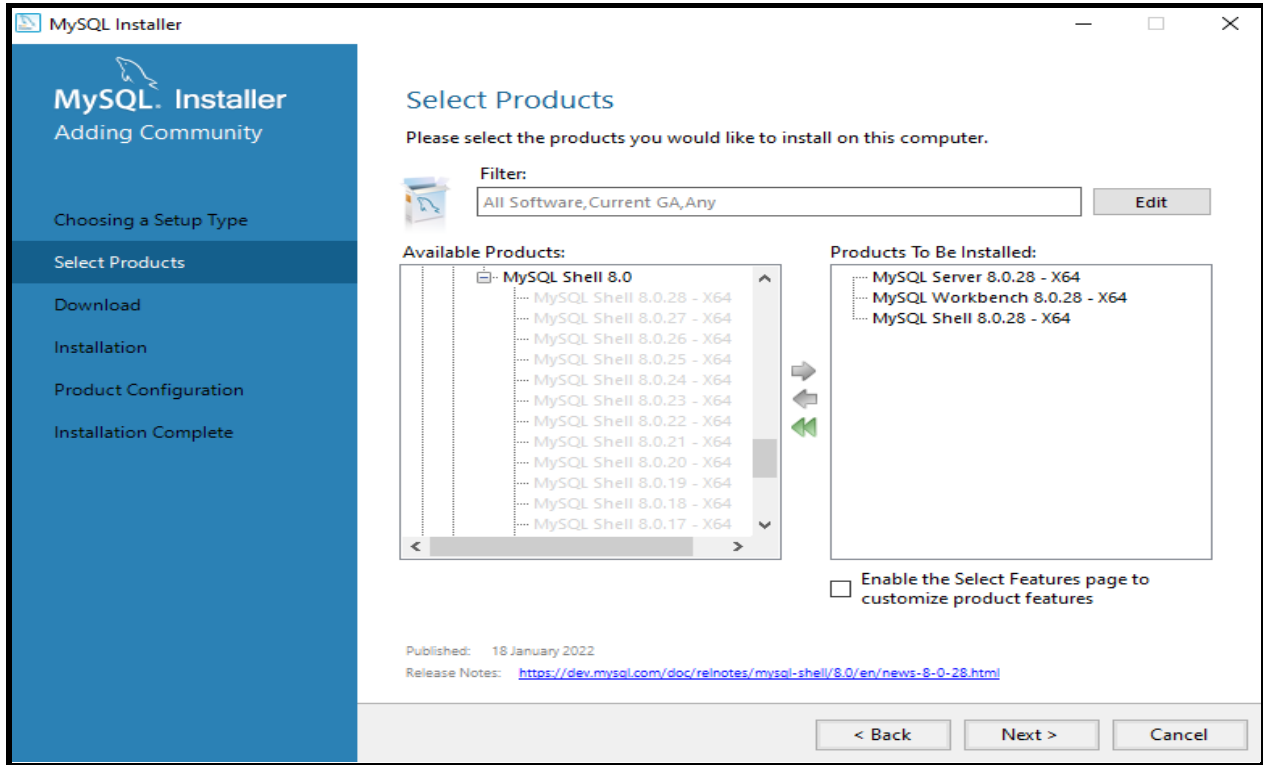 MySQL Installer
MySQL. Installer
Adding Community
Choosing a Setup Type
Select Products
Download
Installation
Product Configuration
Installation Complete
Select Products
Please select the products you would like to install on this computer.
Filter:
All Software,Current GA,Any
Edit
Available Products:
MySQL Shell 8.0
MySQL Shell 8.0.28 - X64
MySQL Shell 8.0.27 - X64
MySQL Shell 8.0.26 - X64
MySQL Shell 8.0.25 - X64
MySQL Shell 8.0.24 - X64
MySQL Shell 8.0.23 - X64
MySQL Shell 8.0.22 - X64
MySQL Shell 8.0.21 - X64
MySQL Shell 8.0.20 - X64
MySQL Shell 8.0.19 - X64
MySQL Shell 8.0.18 - X64
MySQL Shell 8.0.17 - X64
Products To Be Installed:
MySQL Server 8.0.28 - X64
MySQL Workbench 8.0.28 - X64
MySQL Shell 8.0.28 - X64
Enable the Select Features page to
customize product features
Published: 18 January 2022
Release Notes: https://dev.mysql.com/doc/relnotes/mysql-shell/8.0/en/news-8-0-28.html
< Back
Next >
Cancel